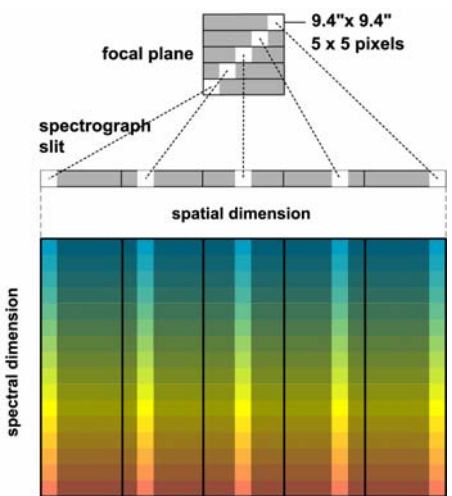 9.4"x 9.4"
5 x 5 pixels
focal plane
spectrograph
slit
spatial dimension
spectral dimension